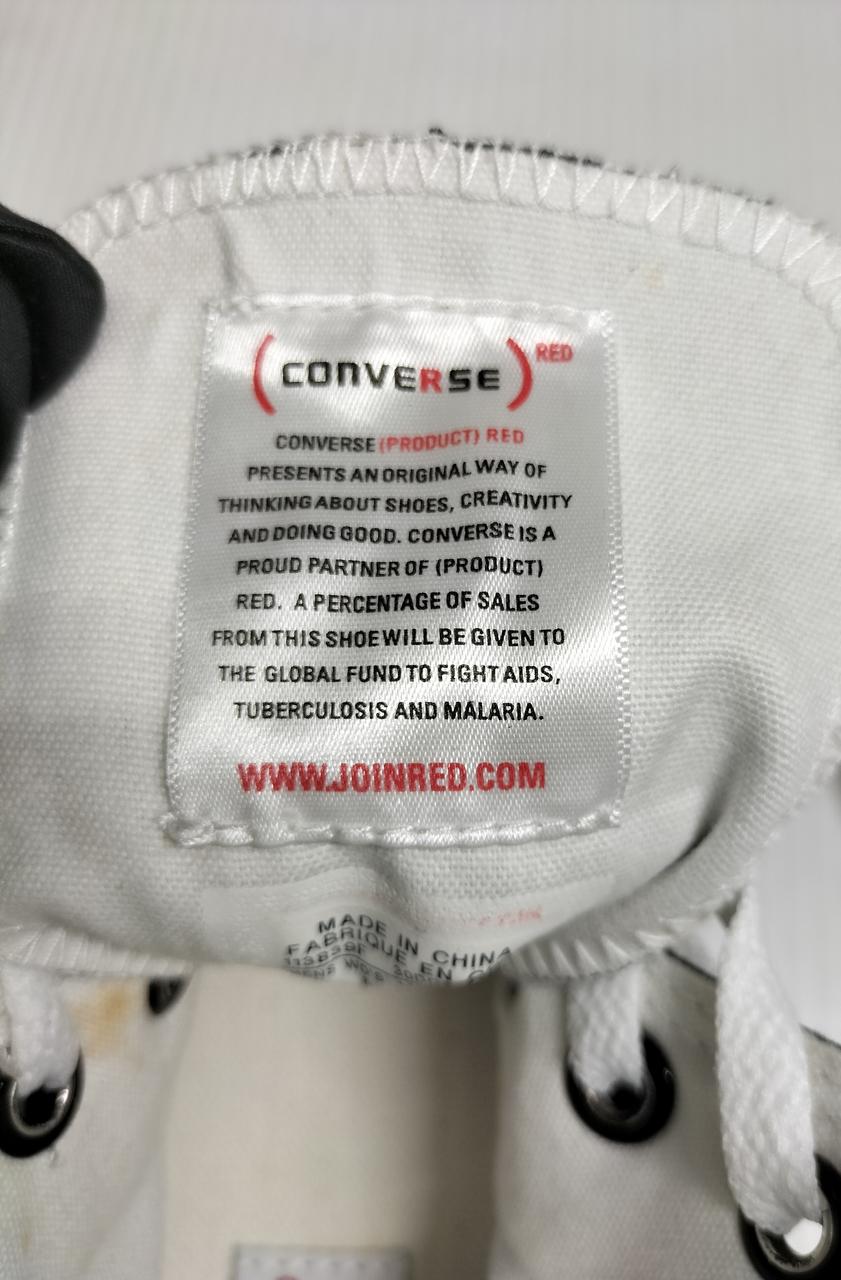 (CONVERSE) RED
CONVERSE (PRODUCT) RED
PRESENTS AN ORIGINAL WAY OF
THINKING ABOUT SHOES, CREATIVITY
AND DOING GOOD. CONVERSE IS A
PROUD PARTNER OF (PRODUCT)
RED. A PERCENTAGE OF SALES
FROM THIS SHOE WILL BE GIVEN TO
THE GLOBAL FUND TO FIGHT AIDS,
TUBERCULOSIS AND MALARIA.
WWW.JOINRED.COM
MADE IN CHINA
FABRIQUE EN